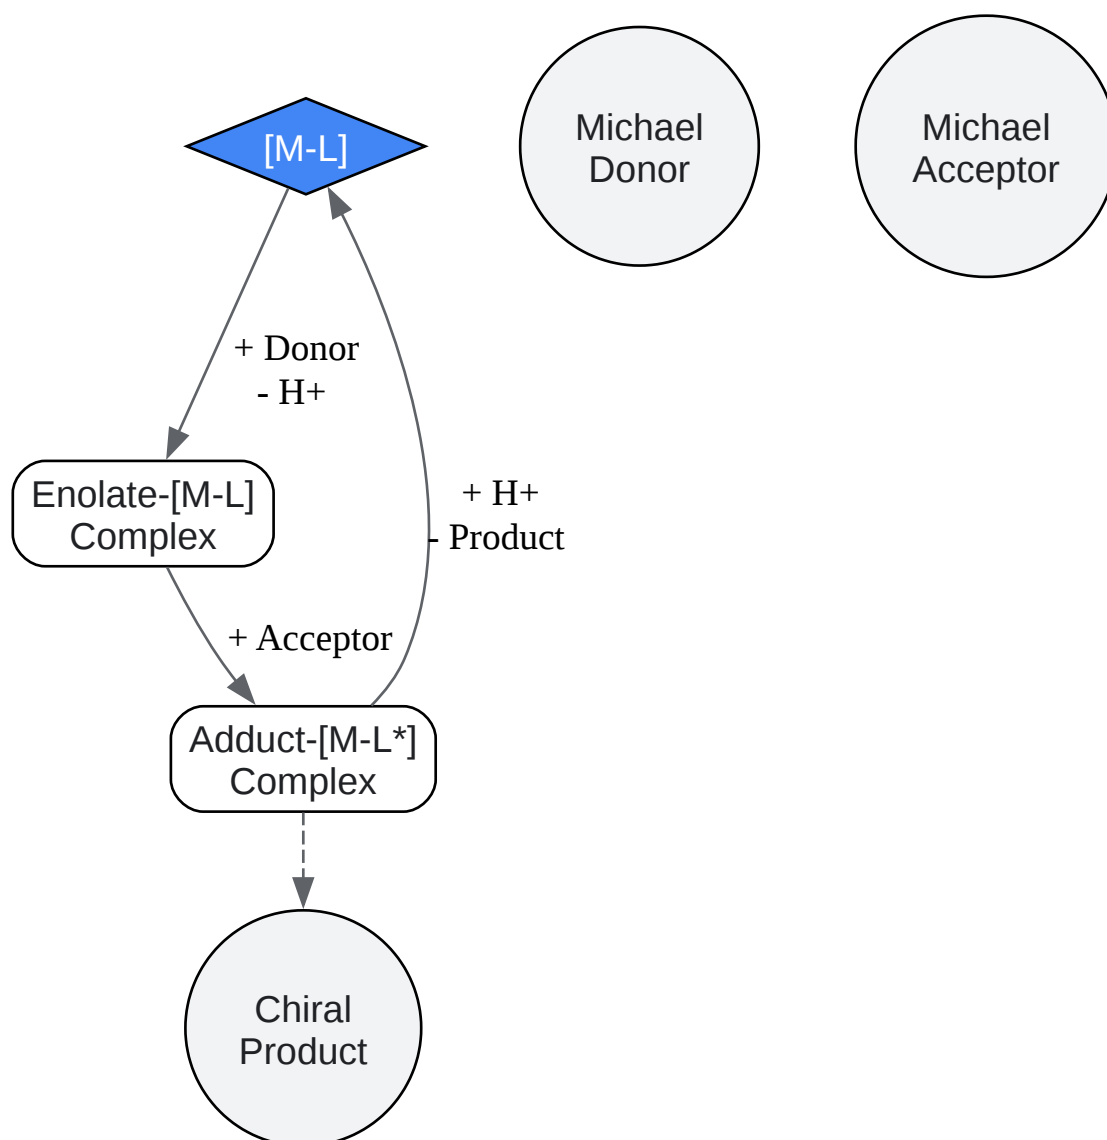 [M-L]
Michael
Donor
Michael
Acceptor
+ Donor
- H+
Enolate-[M-L]
Complex
+ H+
- Product
+ Acceptor
Adduct-[M-L*]
Complex
Chiral
Product